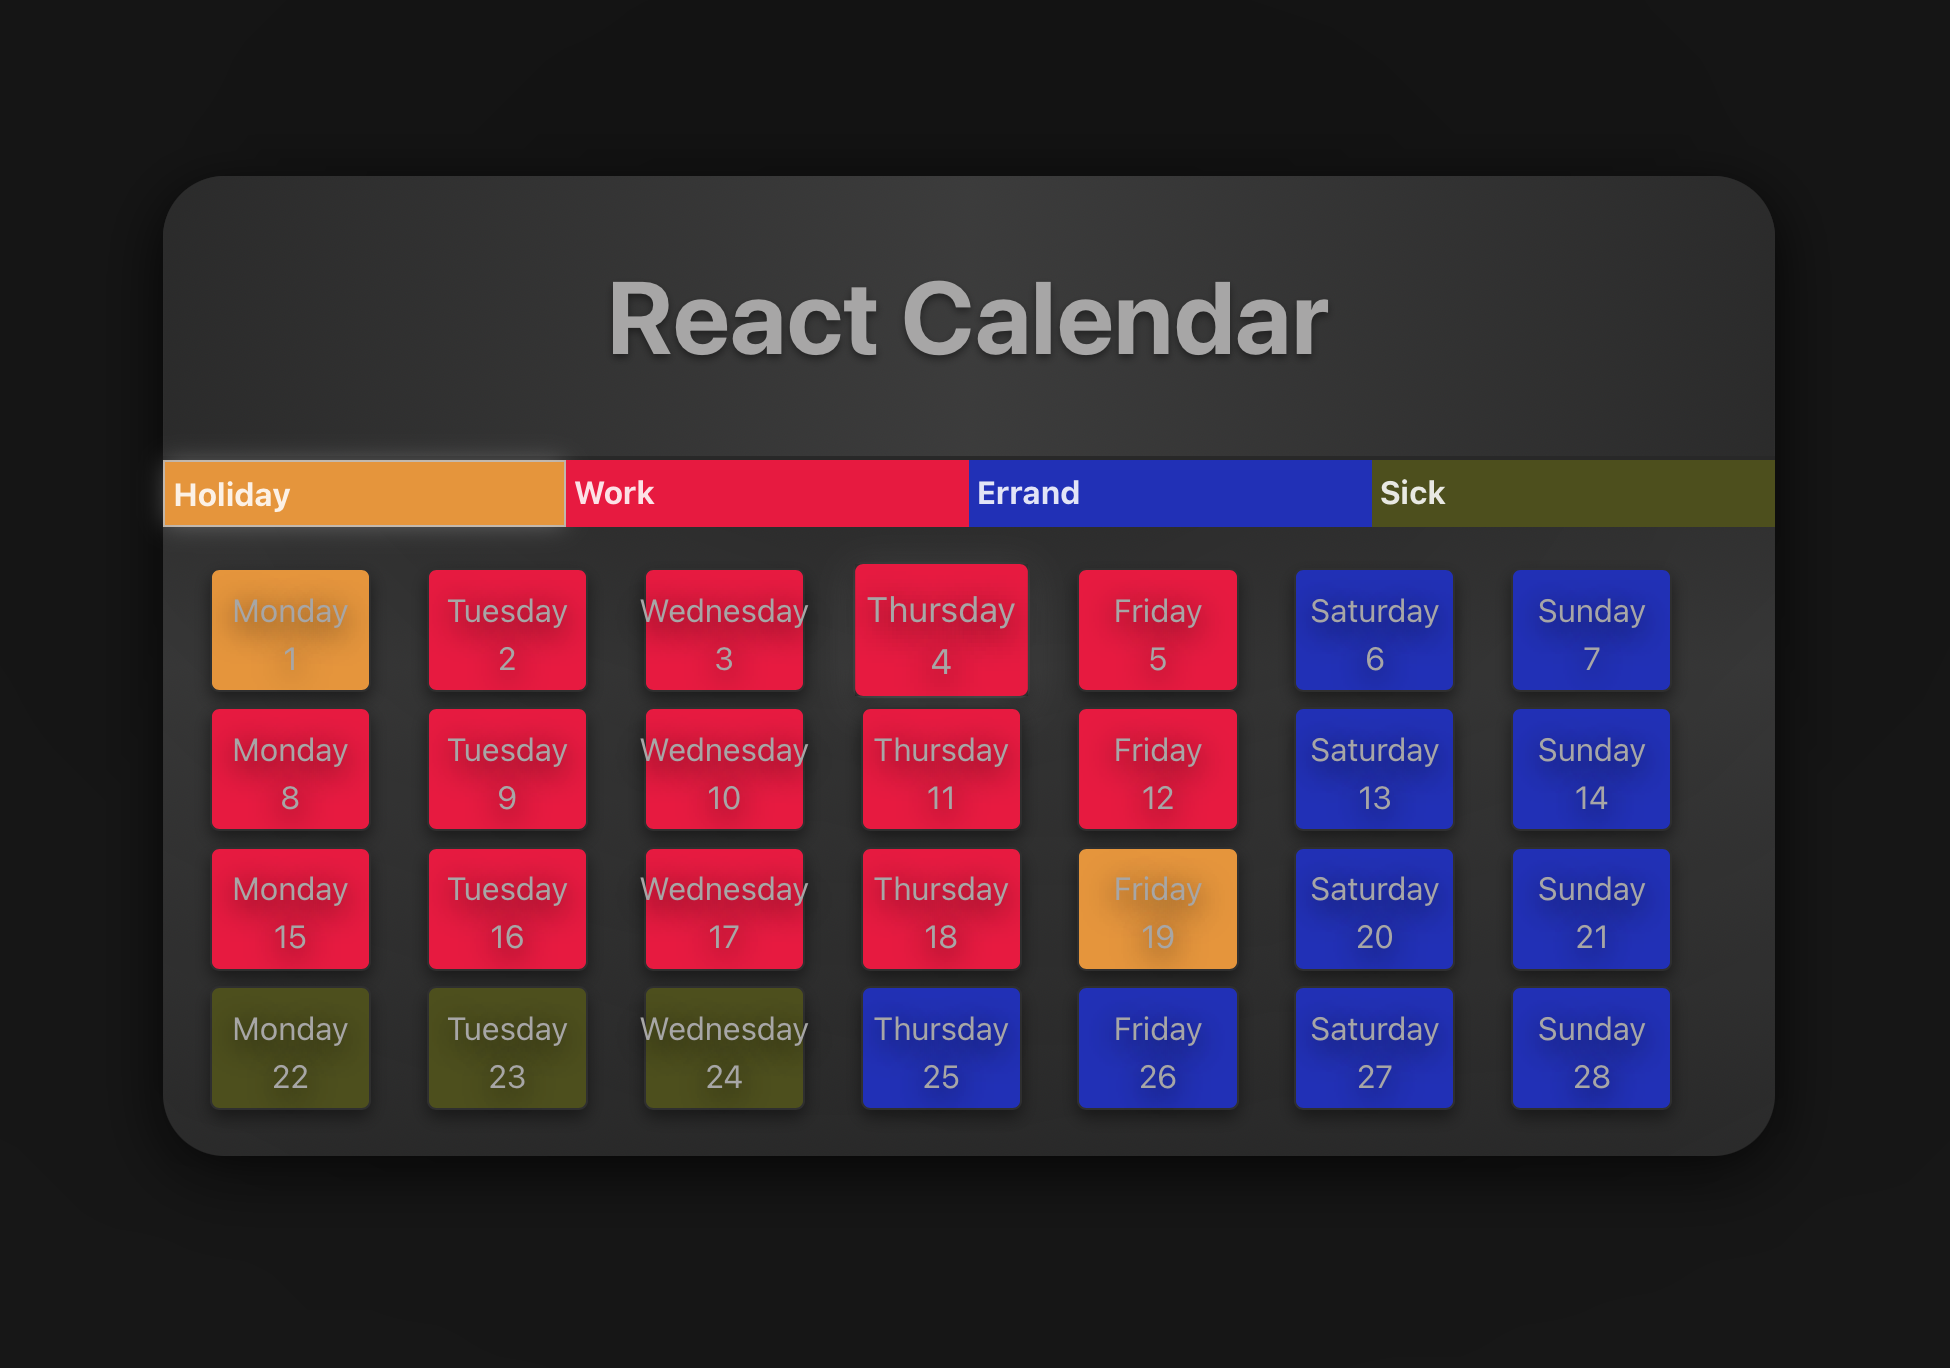 React Calendar
Holiday Work Errand Sick
Monday Tuesday Wednesday Thursday Friday Saturday Sunday
1 2 3 4 5 6 7
Monday Tuesday Wednesday Thursday Friday Saturday Sunday
8 9 10 11 12 13 14
Monday Tuesday Wednesday Thursday Friday Saturday Sunday
15 16 17 18 19 20 21
Monday Tuesday Wednesday Thursday Friday Saturday Sunday
22 23 24 25 26 27 28